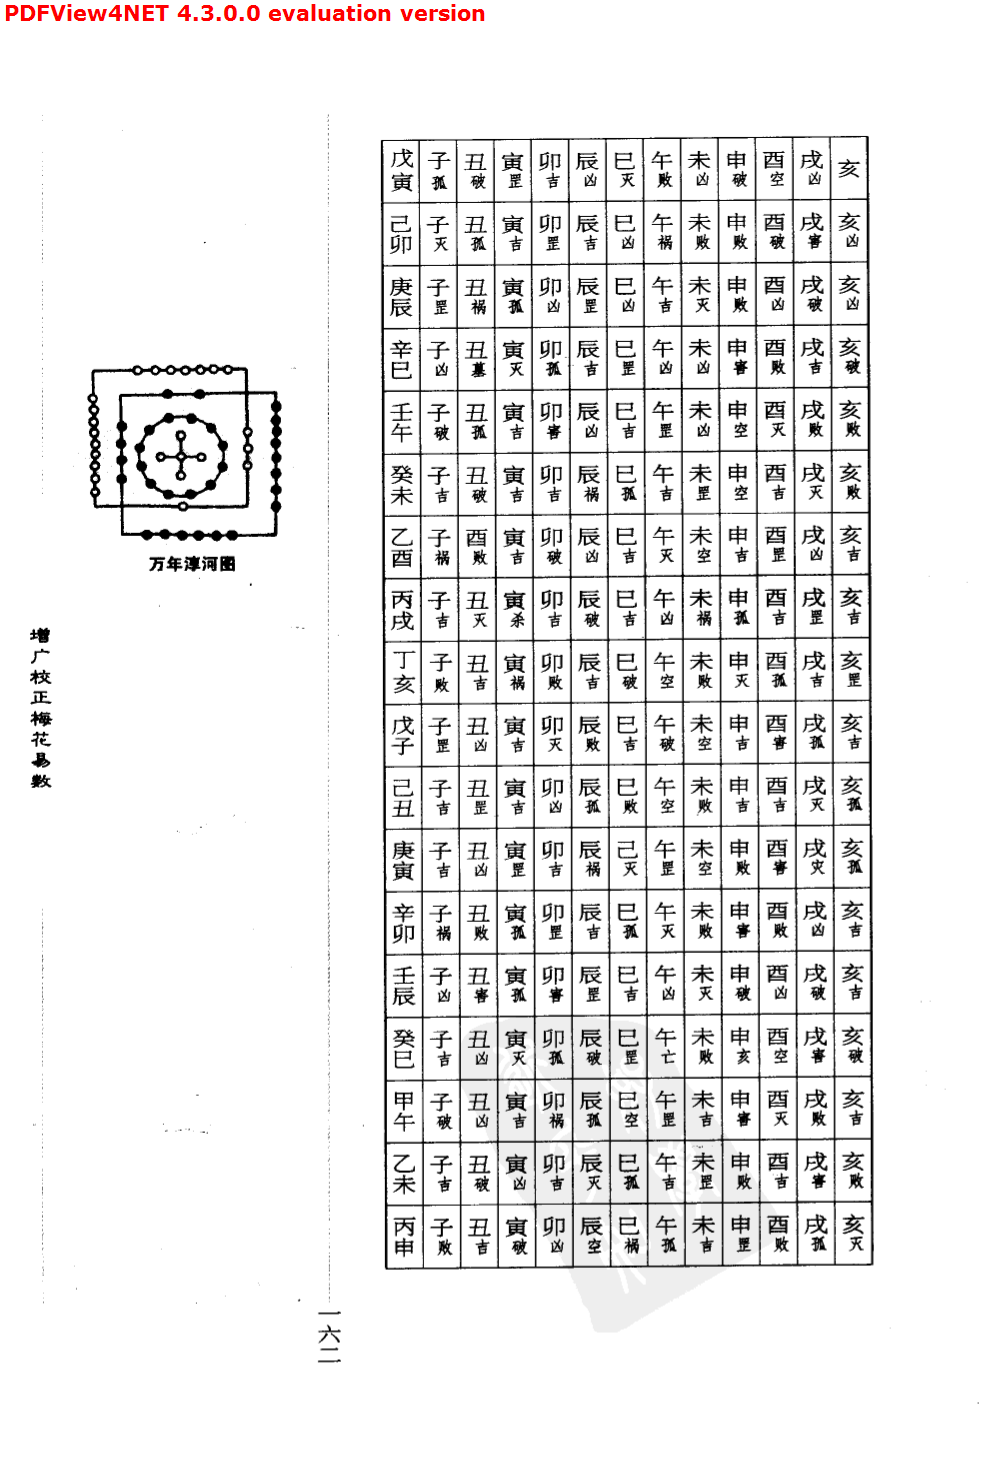 PDFView4NET 4.3.0.0 evaluation version
戊寅 子孤 丑破 寅罡 卯吉 辰凶 巳灭 午败 未凶 申破 酉空 戌凶 亥
己卯 子灭 丑孤 寅吉 卯罡 辰吉 巳凶 午祸 未败 申败 酉破 戌害 亥凶
庚辰 子罡 丑祸 寅孤 卯凶 辰罡 巳凶 午吉 未灭 申败 酉凶 戌破 亥凶
辛巳 子凶 丑墓 寅灭 卯孤 辰吉 巳罡 午凶 未凶 申害 酉败 戌吉 亥破
壬午 子破 丑孤 寅吉 卯害 辰凶 巳吉 午罡 未凶 申空 酉灭 戌败 亥败
癸未 子吉 丑破 寅吉 卯吉 辰祸 巳孤 午吉 未罡 申空 酉吉 戌灭 亥败
乙酉 子祸 酉败 寅吉 卯破 辰凶 巳吉 午灭 未空 申吉 酉罡 戌凶 亥吉
丙戌 子吉 丑灭 寅杀 卯吉 辰破 巳吉 午凶 未祸 申孤 酉吉 戌罡 亥吉
丁亥 子败 丑吉 寅祸 卯败 辰吉 巳破 午空 未败 申灭 酉孤 戌吉 亥罡
戊子 子罡 丑凶 寅吉 卯灭 辰败 巳吉 午破 未空 申吉 酉害 戌孤 亥吉
己丑 子吉 丑罡 寅吉 卯凶 辰孤 巳败 午空 未败 申吉 酉吉 戌灭 亥孤
庚寅 子吉 丑凶 寅罡 卯吉 辰祸 己灭 午罡 未空 申败 酉害 戌灾 亥孤
辛卯 子祸 丑败 寅孤 卯罡 辰吉 巳孤 午灭 未败 申害 酉败 戌凶 亥吉
壬辰 子凶 丑害 寅孤 卯害 辰罡 巳吉 午凶 未灭 申破 酉凶 戌破 亥吉
癸巳 子吉 丑凶 寅灭 卯孤 辰破 巳罡 午亡 未败 申亥 酉空 戌害 亥破
甲午 子破 丑凶 寅吉 卯祸 辰孤 巳空 午罡 未吉 申害 酉灭 戌败 亥吉
乙未 子吉 丑破 寅凶 卯吉 辰灭 巳孤 午吉 未罡 申败 酉吉 戌害 亥败
丙申 子败 丑吉 寅破 卯凶 辰空 巳祸 午孤 未吉 申罡 酉败 戌孤 亥灭
万年淳河图
增广校正梅花易数
一六二